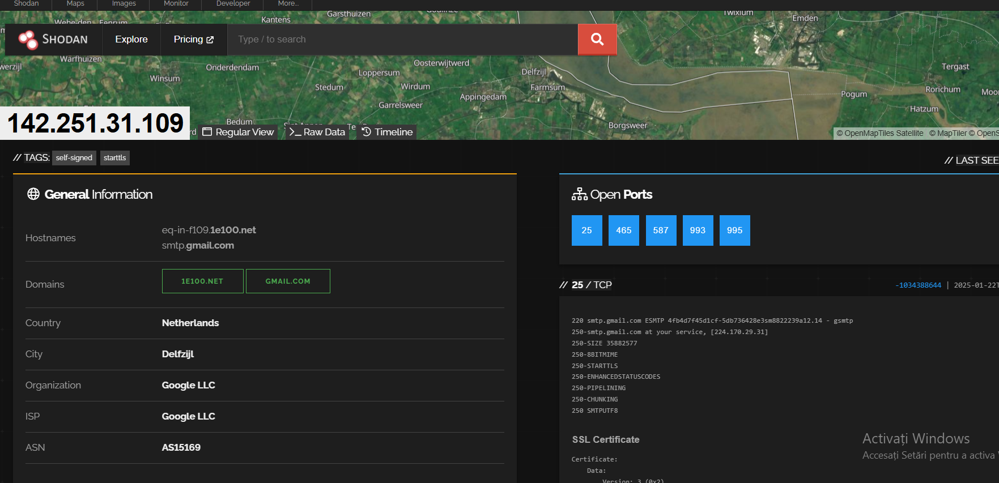 Shodan Maps Images Monitor Developer More...
Garsthuizen
Twixlum
Kantens
Emden
SHODAN Explore Pricing Type / to search
Warfhuizen
Oosterwijtwerd
werzijl
Onderdendam
Tergast
Loppersum
Delfzijl
Winsum
Stedum
Wirdum
Farmsum
Rorichum
Pogum
Moo
Appingedam
Garrelsweer
Hatzum
Bedum
Borgsweer
142.251.31.109
rd
Regular View
Te
Raw Data
Timeline
© OpenMapTiles Satellite © MapTiler © OpenS
// TAGS: self-signed starttls
// LAST SEE
General Information
Hostnames
eq-in-f109.1e100.net
smtp.gmail.com
Domains
1E100.NET GMAIL.COM
Country Netherlands
City Delfzijl
Organization Google LLC
ISP Google LLC
ASN AS15169
Open Ports
25 465 587 993 995
// 25 / TCP
-1034388644 | 2025-01-22T
220 smtp.gmail.com ESMTP 4fb4d7f45d1cf-5db736428e3sm8822239a12.14 - gsmtp
250-smtp.gmail.com at your service, [224.170.29.31]
250-SIZE 35882577
250-8BITMIME
250-STARTTLS
250-ENHANCEDSTATUSCODES
250-PIPELINING
250-CHUNKING
250 SMTPUTF8
SSL Certificate
Certificate:
Data:
Version: 3 (0x2)
Activați Windows
Accesați Setări pentru a activa W